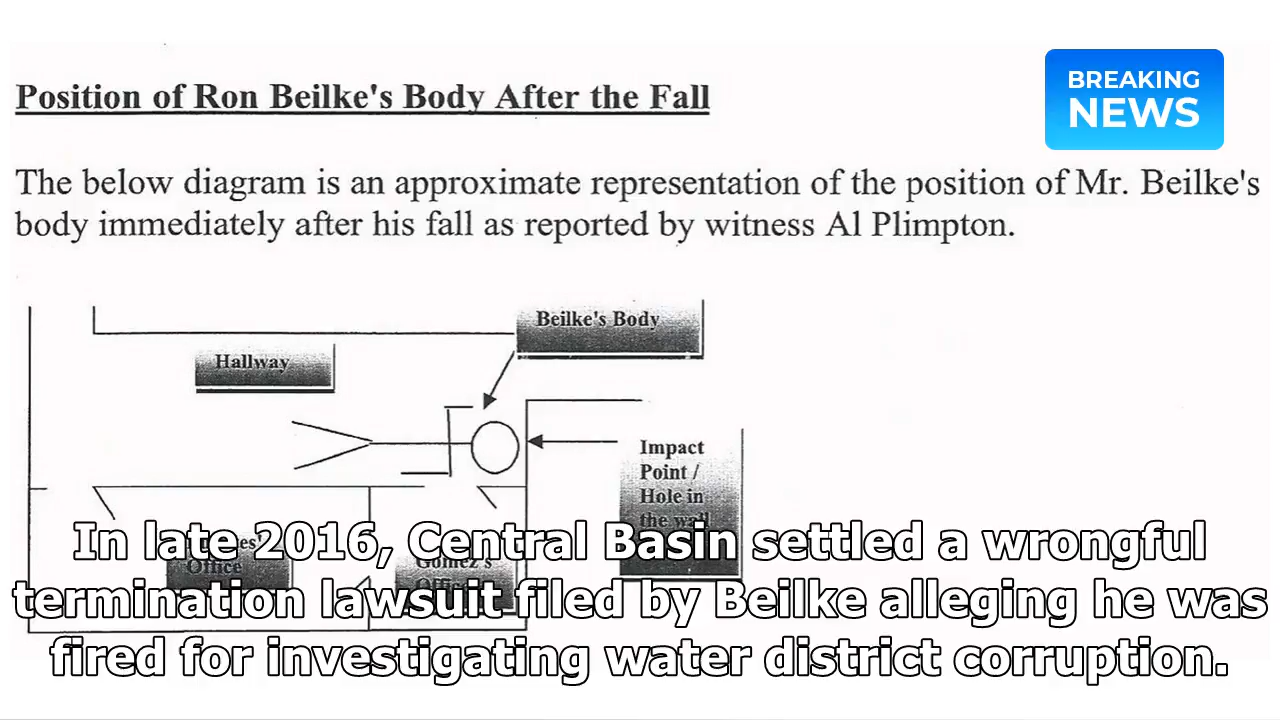 BREAKING
NEWS
Position of Ron Beilke's Body After the Fall
The below diagram is an approximate representation of the position of Mr. Beilke's
body immediately after his fall as reported by witness Al Plimpton.
Beilke's Body
Hallway
Impact
Point /
Hole in
the wall
Office
Gomez's
In late 2016, Central Basin settled a wrongful
termination lawsuit filed by Beilke alleging he was
fired for investigating water district corruption.